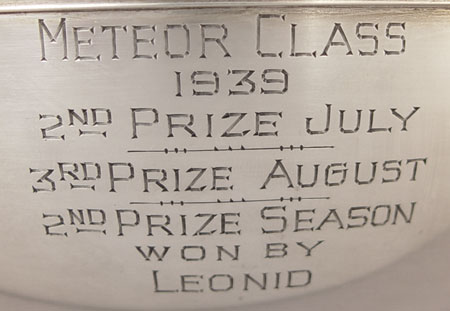 METEOR CLASS
1939
2ND PRIZE JULY
3RD PRIZE AUGUST
2ND PRIZE SEASON
WON BY
LEONID